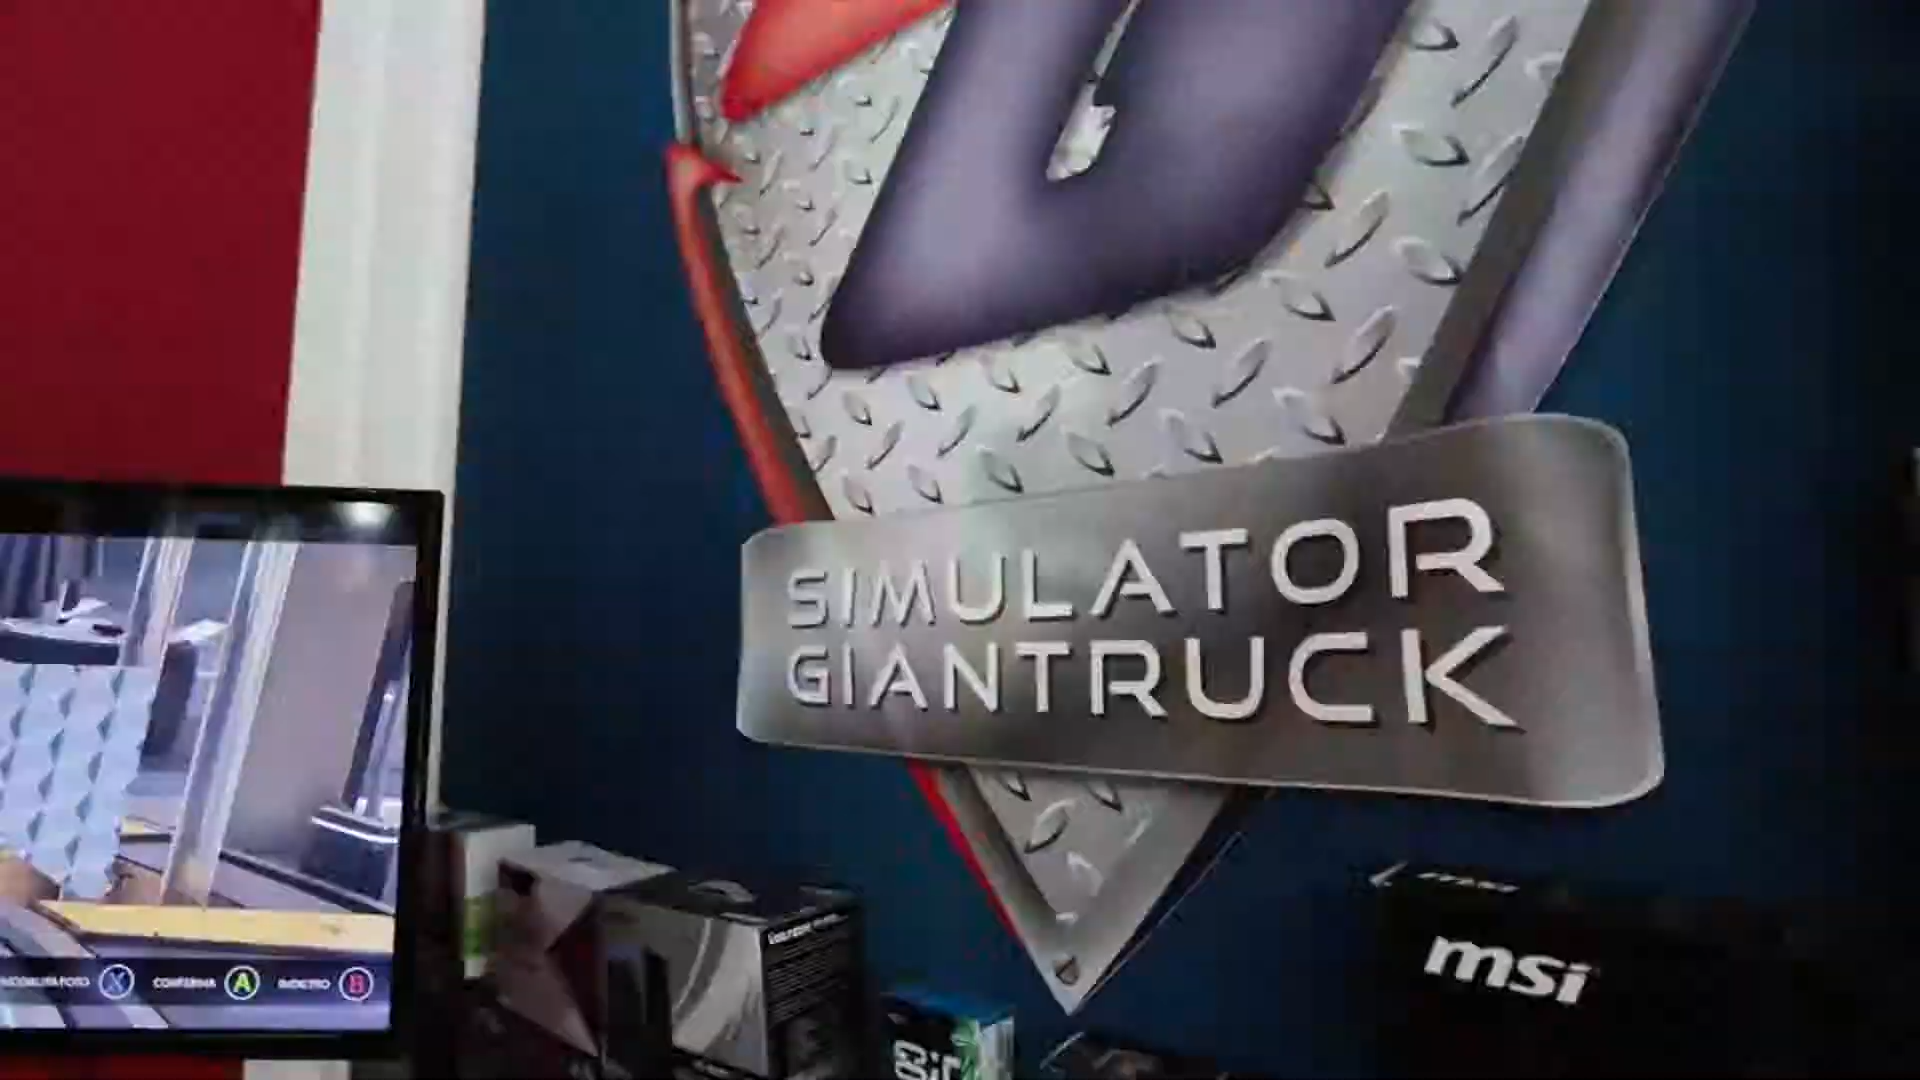 SIMULATOR
GIANTRUCK
msi
CONFERMA A
INDIETRO B
X